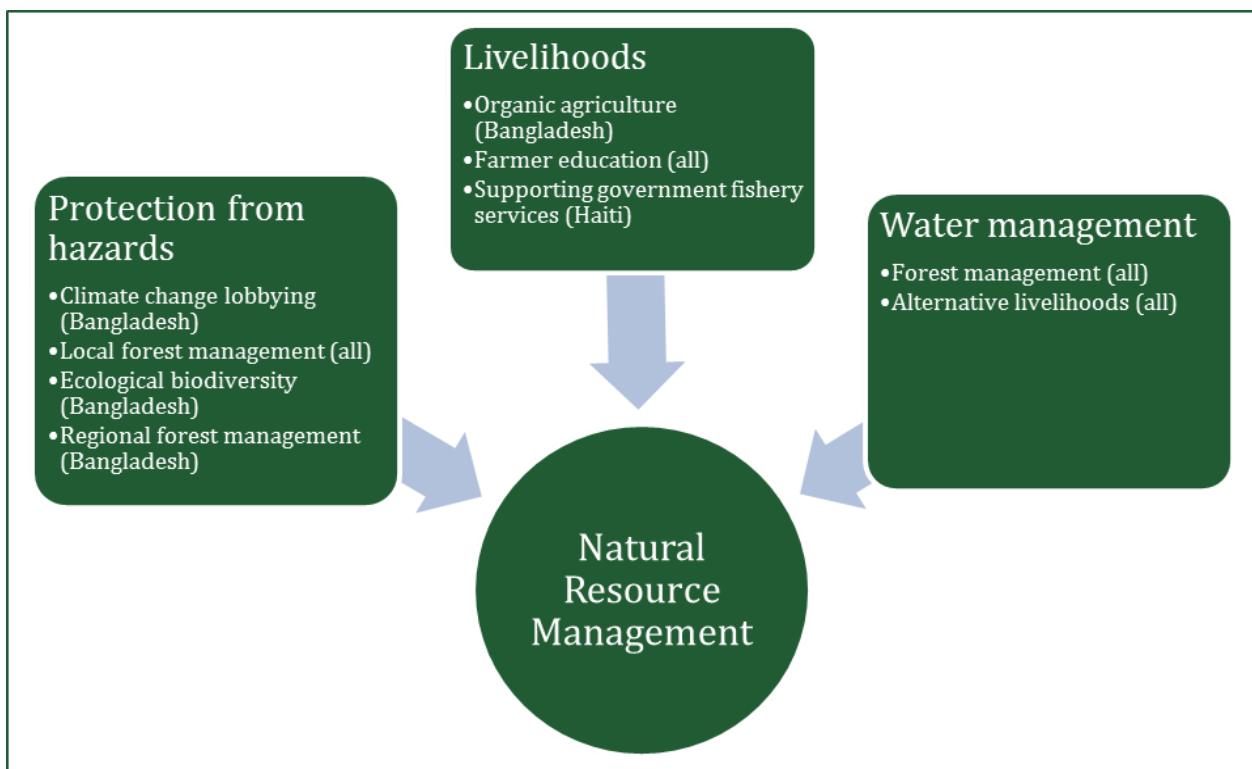 Protection from
hazards
•Climate change lobbying
(Bangladesh)
•Local forest management (all)
•Ecological biodiversity
(Bangladesh)
•Regional forest management
(Bangladesh)
Livelihoods
•Organic agriculture
(Bangladesh)
•Farmer education (all)
•Supporting government fishery
services (Haiti)
Water management
•Forest management (all)
•Alternative livelihoods (all)
Natural
Resource
Management